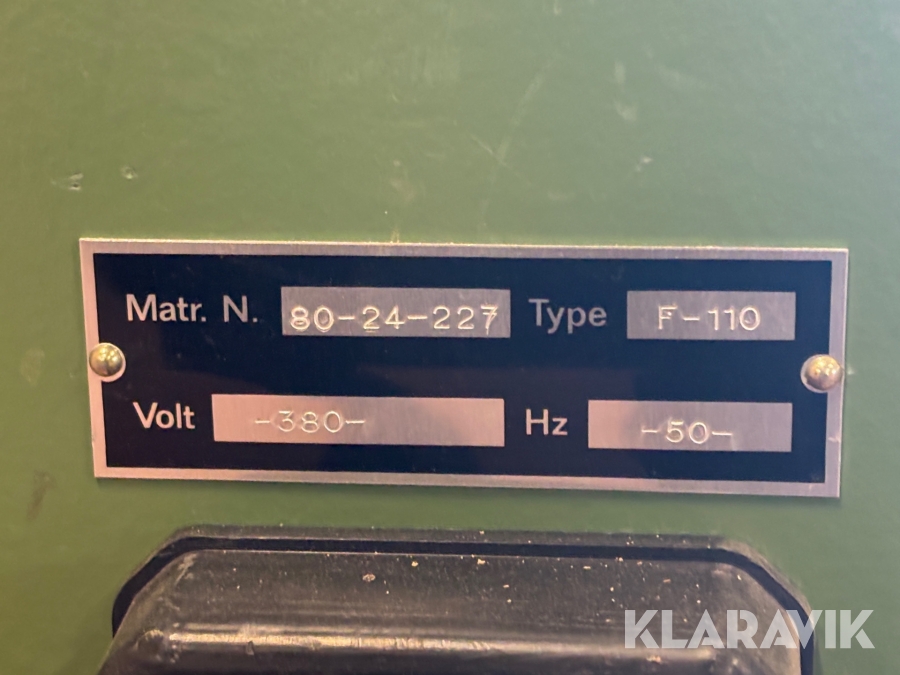 Matr. N. 80-24-227 Type F-110
Volt -380- Hz -50-
KLARAVIK